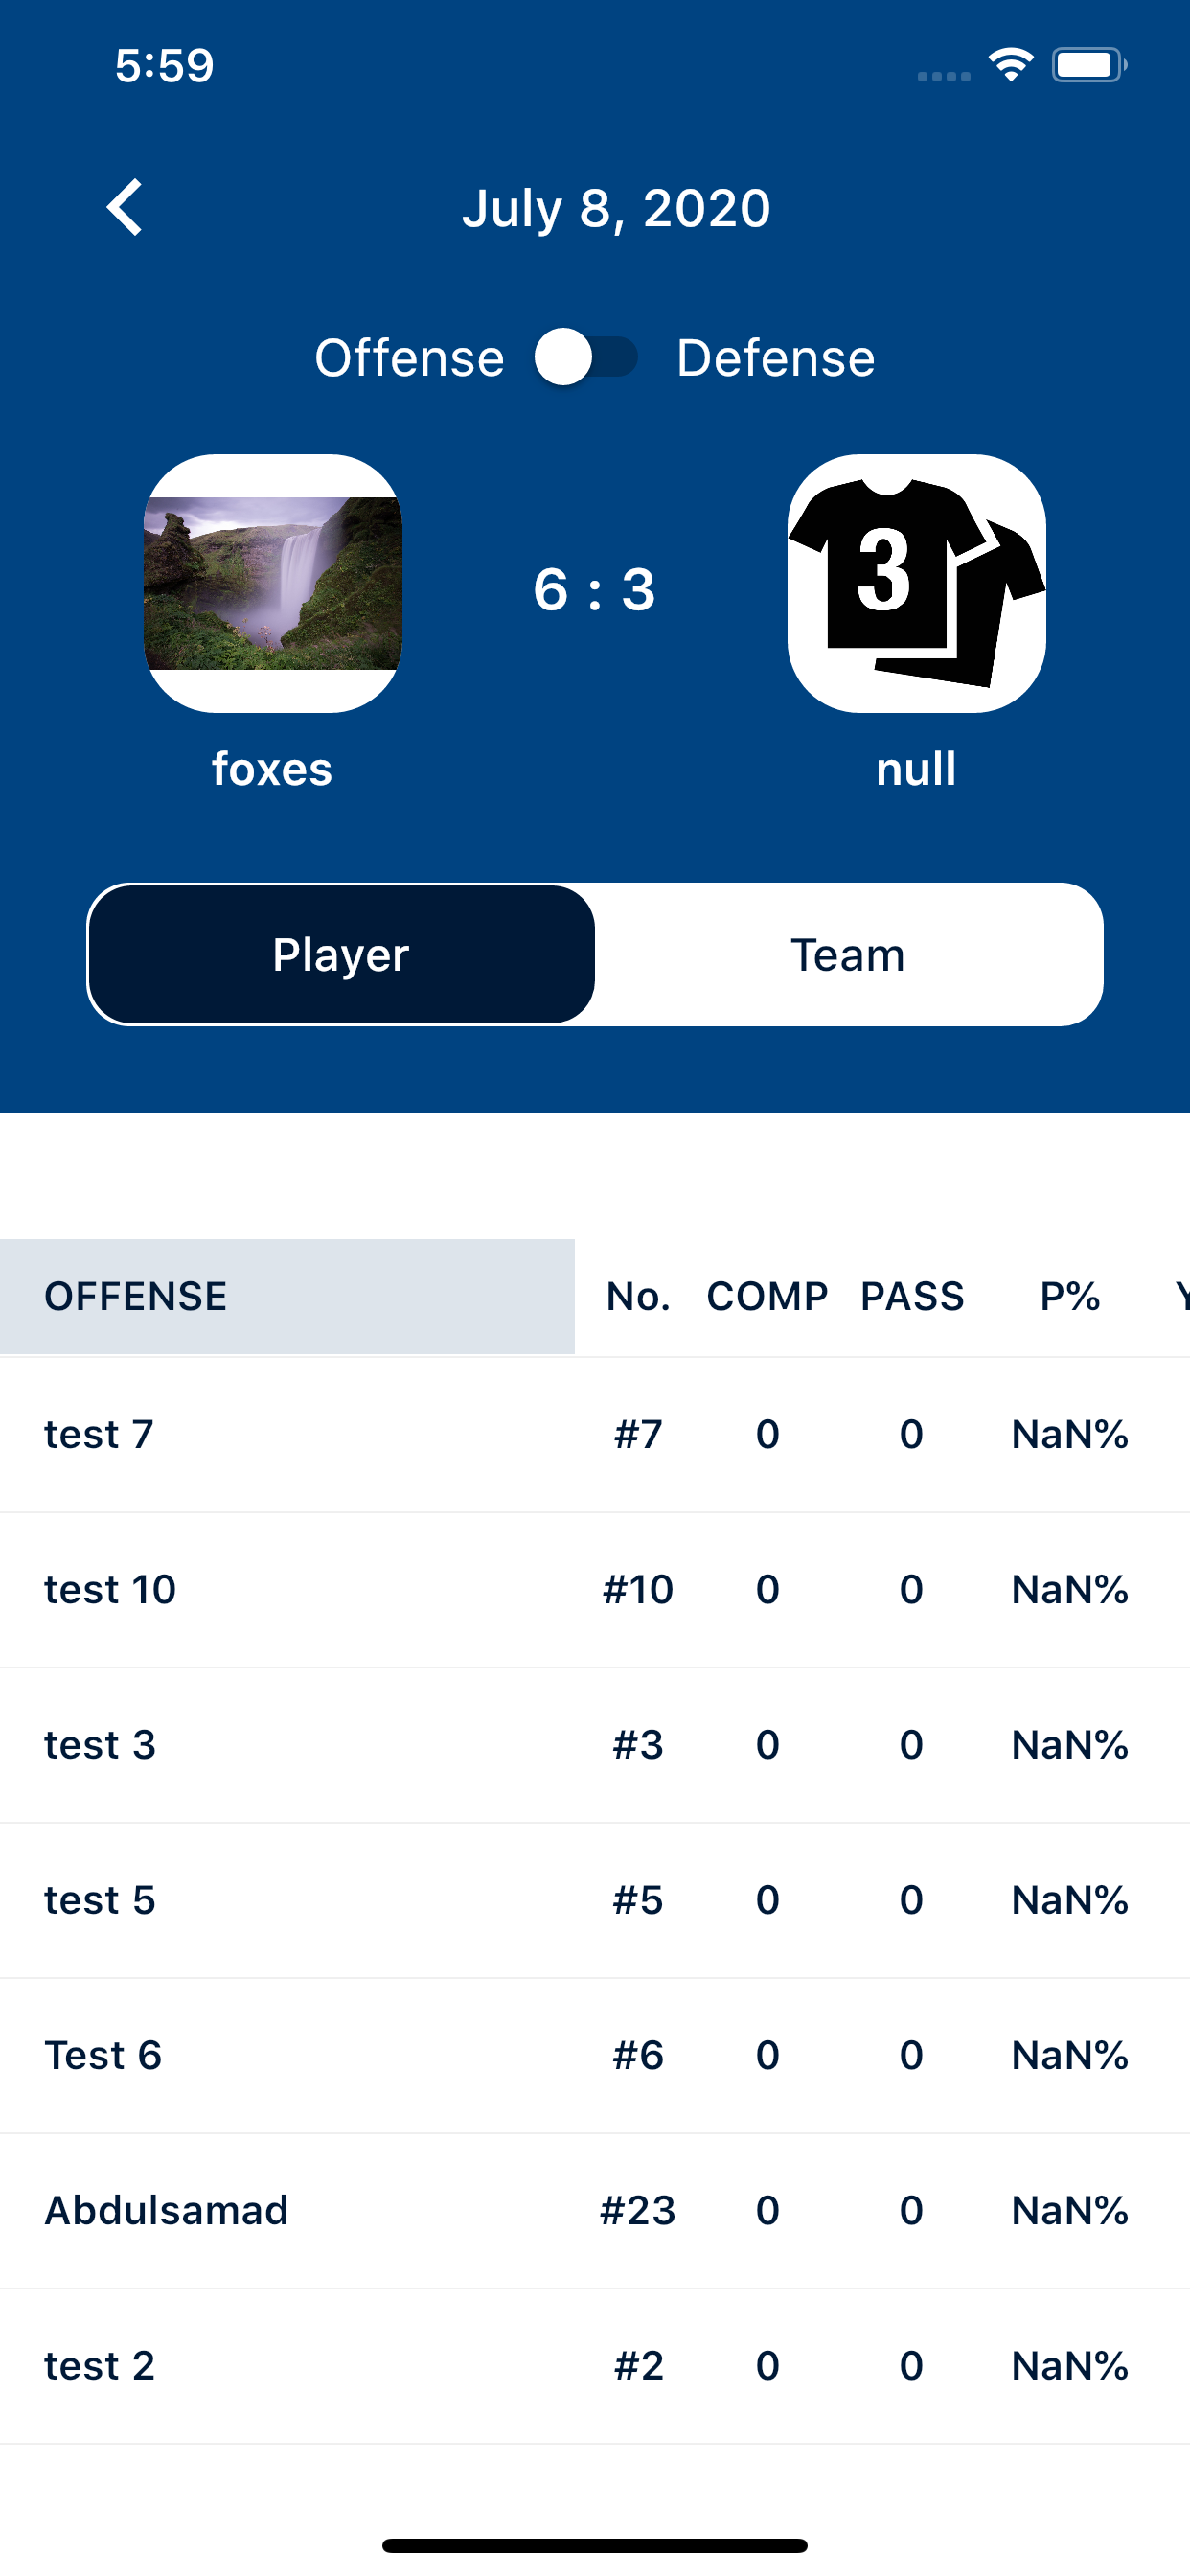 5:59
July 8, 2020
Offense Defense
3
6 : 3
foxes null
Player Team
OFFENSE No. COMP PASS P% Y
test 7 #7 0 0 NaN%
test 10 #10 0 0 NaN%
test 3 #3 0 0 NaN%
test 5 #5 0 0 NaN%
Test 6 #6 0 0 NaN%
Abdulsamad #23 0 0 NaN%
test 2 #2 0 0 NaN%